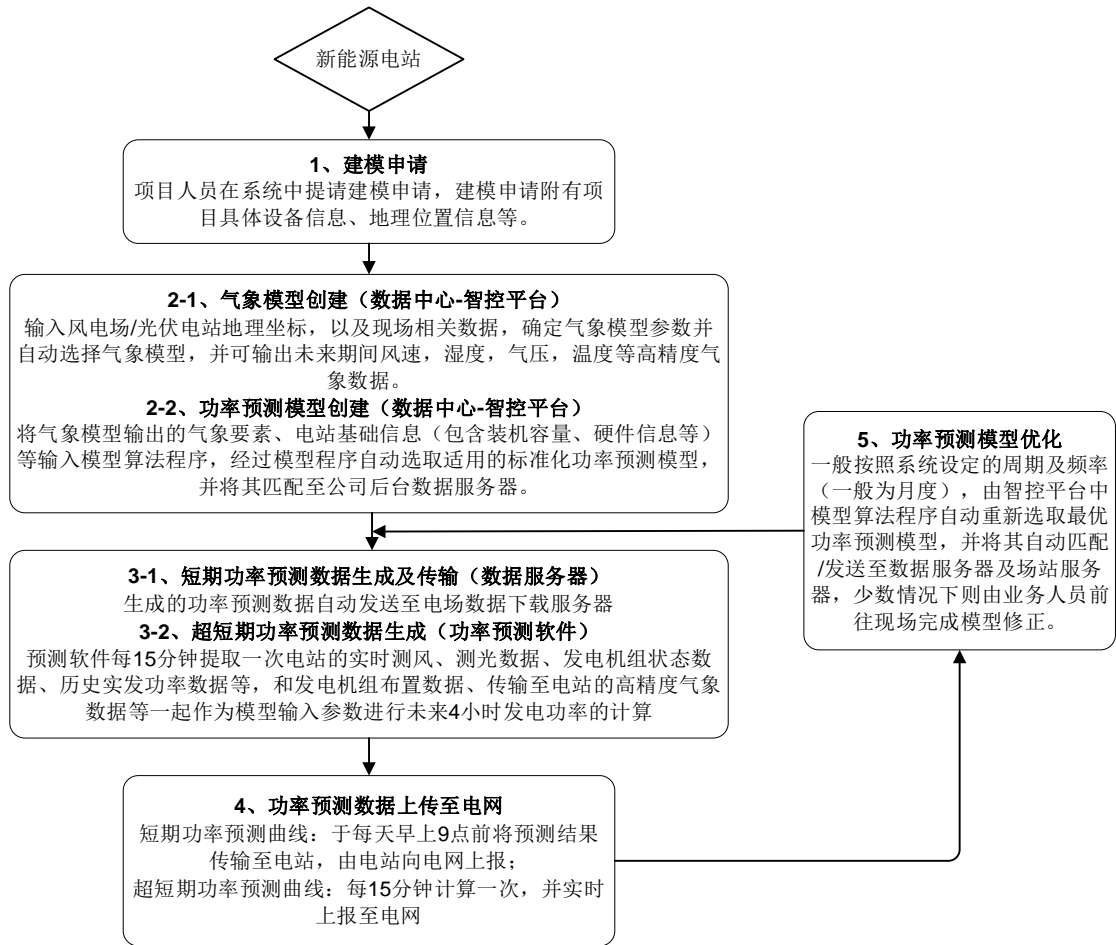 新能源电站
1、建模申请
项目人员在系统中提请建模申请，建模申请附有项
目具体设备信息、地理位置信息等。
2-1、气象模型创建（数据中心-智控平台）
输入风电场/光伏电站地理坐标，以及现场相关数据，确定气象模型参数并
自动选择气象模型，并可输出未来期间风速，湿度，气压，温度等高精度气
象数据。
2-2、功率预测模型创建（数据中心-智控平台）
将气象模型输出的气象要素、电站基础信息（包含装机容量、硬件信息等）
等输入模型算法程序，经过模型程序自动选取适用的标准化功率预测模型，
并将其匹配至公司后台数据服务器。
3-1、短期功率预测数据生成及传输（数据服务器）
生成的功率预测数据自动发送至电场数据下载服务器
3-2、超短期功率预测数据生成（功率预测软件）
预测软件每15分钟提取一次电站的实时测风、测光数据、发电机组状态数
据、历史实发功率数据等，和发电机组布置数据、传输至电站的高精度气象
数据等一起作为模型输入参数进行未来4小时发电功率的计算
4、功率预测数据上传至电网
短期功率预测曲线：于每天早上9点前将预测结果
传输至电站，由电站向电网上报；
超短期功率预测曲线：每15分钟计算一次，并实时
上报至电网
5、功率预测模型优化
一般按照系统设定的周期及频率
（一般为月度），由智控平台中
模型算法程序自动重新选取最优
功率预测模型，并将其自动匹配
/发送至数据服务器及场站服务
器，少数情况下则由业务人员前
往现场完成模型修正。